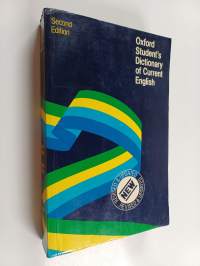 Second
Edition
Oxford
Student's
Dictionary
of Current
English
NEW